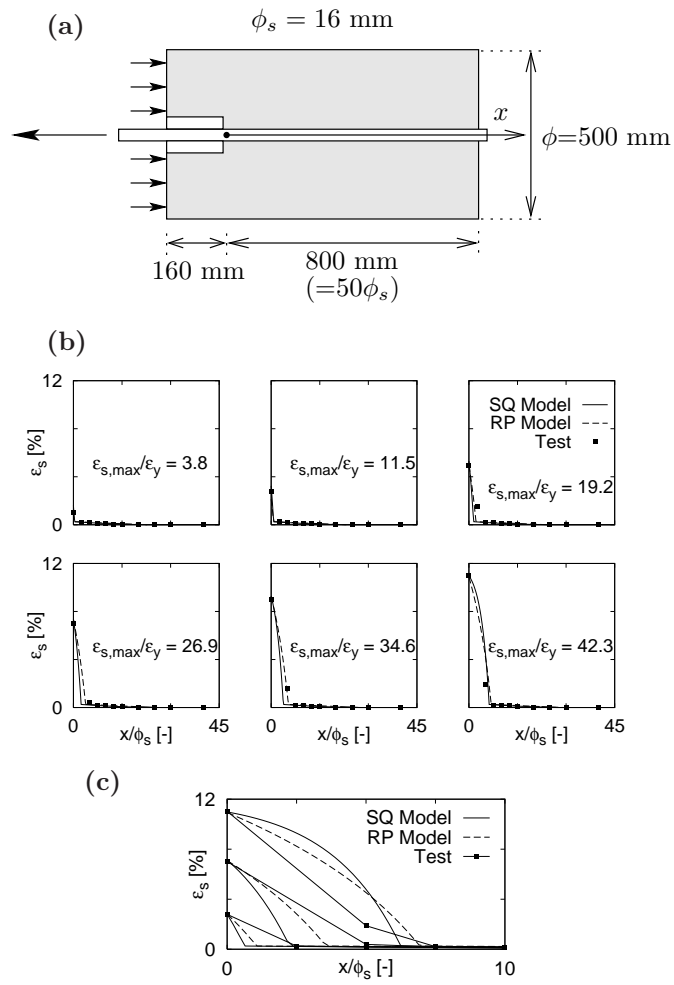 (a)
ϕₛ = 16 mm
x
ϕ=500 mm
160 mm
800 mm
(=50ϕₛ)
(b)
12
εₛ [%]
0
εₛ,max/εy = 3.8
εₛ,max/εy = 11.5
SQ Model
RP Model
Test
εₛ,max/εy = 19.2
12
εₛ [%]
0
εₛ,max/εy = 26.9
εₛ,max/εy = 34.6
εₛ,max/εy = 42.3
0 45
0 45
0 45
x/ϕₛ [-]
x/ϕₛ [-]
x/ϕₛ [-]
(c)
12
εₛ [%]
0
SQ Model
RP Model
Test
0 10
x/ϕₛ [-]